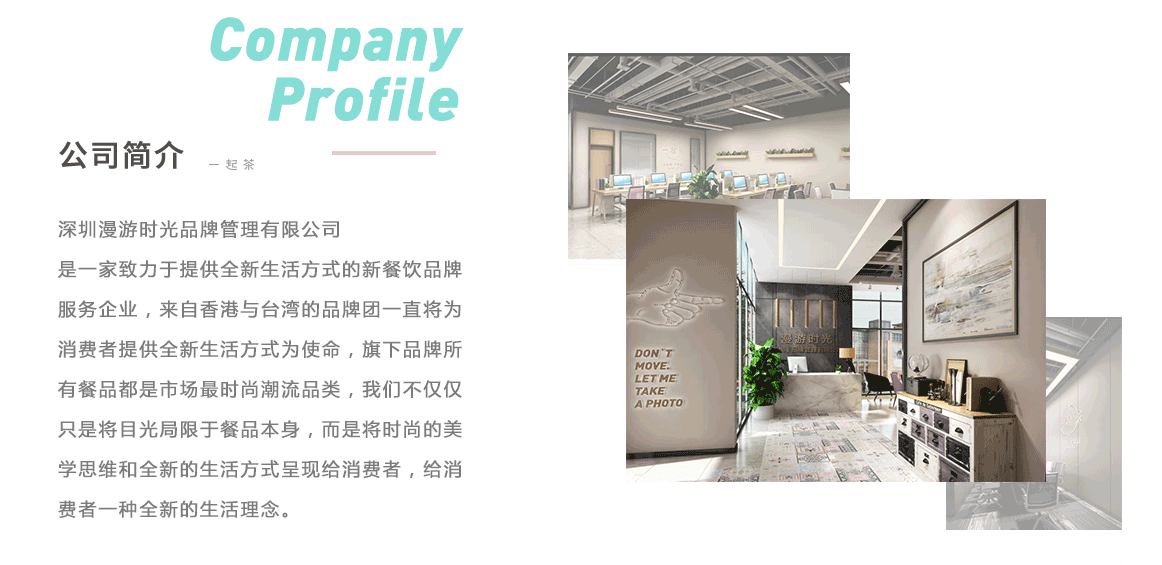 Company
Profile
公司简介
一起茶
深圳漫游时光品牌管理有限公司
是一家致力于提供全新生活方式的新餐饮品牌
服务企业，来自香港与台湾的品牌团一直将为
消费者提供全新生活方式为使命，旗下品牌所
有餐品都是市场最时尚潮流品类，我们不仅仅
只是将目光局限于餐品本身，而是将时尚的美
学思维和全新的生活方式呈现给消费者，给消
费者一种全新的生活理念。
漫游时光
DON'T
MOVE.
LET ME
TAKE
A PHOTO